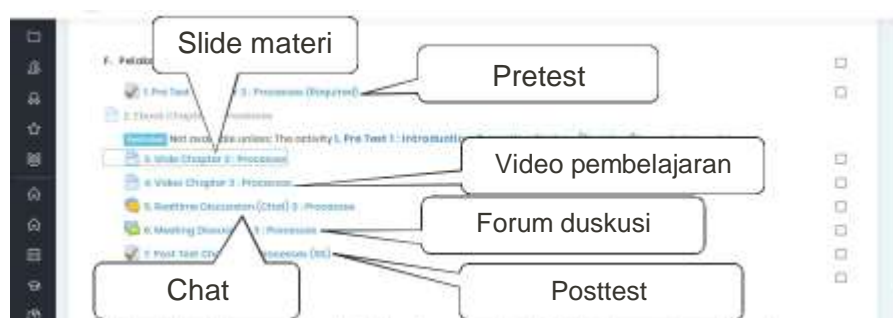 Slide materi
F. Pelak
Pretest
1. Pre Test 3: Processes (Required)
2. Ebook Chapter
Not available unless: The activity 1. Pre Test 1: Introduction
3. Slide Chapter 3: Processes
Video pembelajaran
4. Video Chapter 3: Processes
5. Realtime Discussion (Chat) 3: Processes
Forum duskusi
6. Meeting Discussion 3: Processes
7. Post Test Processes (SS)
Chat
Posttest